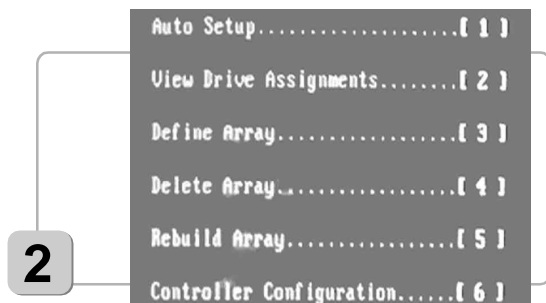 Auto Setup.....................[ 1 ]
View Drive Assignments........[ 2 ]
Define Array...................[ 3 ]
Delete Array...................[ 4 ]
Rebuild Array..................[ 5 ]
Controller Configuration......[ 6 ]
2